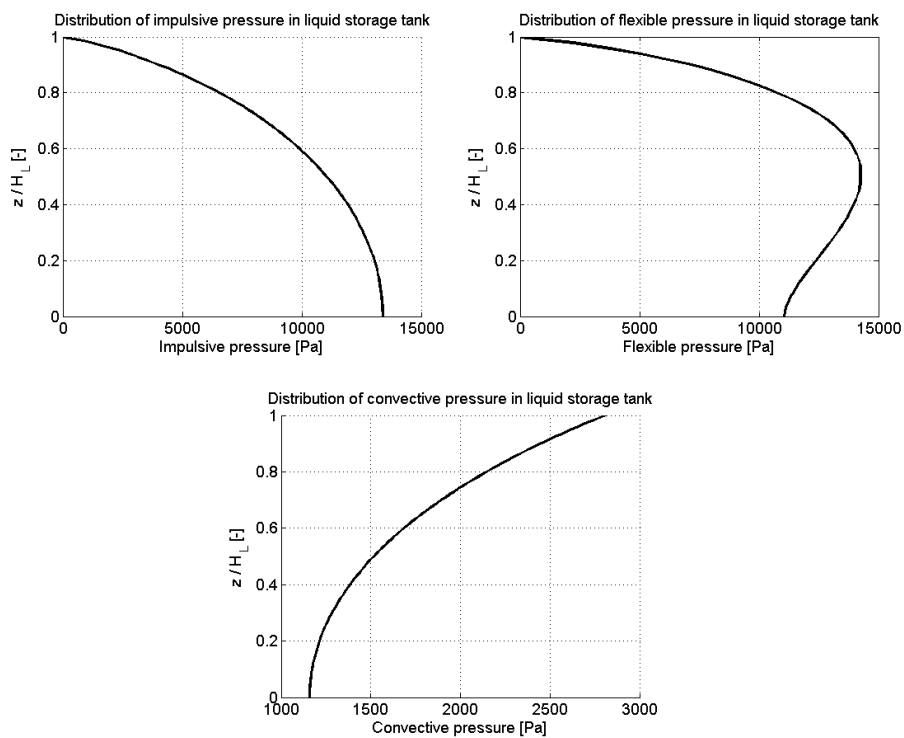 Distribution of impulsive pressure in liquid storage tank
1
0.8
0.6
0.4
0.2
0
z / H_L [-]
0 5000 10000 15000
Impulsive pressure [Pa]
Distribution of flexible pressure in liquid storage tank
1
0.8
0.6
0.4
0.2
0
z / H_L [-]
0 5000 10000 15000
Flexible pressure [Pa]
Distribution of convective pressure in liquid storage tank
1
0.8
0.6
0.4
0.2
0
z / H_L [-]
1000 1500 2000 2500 3000
Convective pressure [Pa]